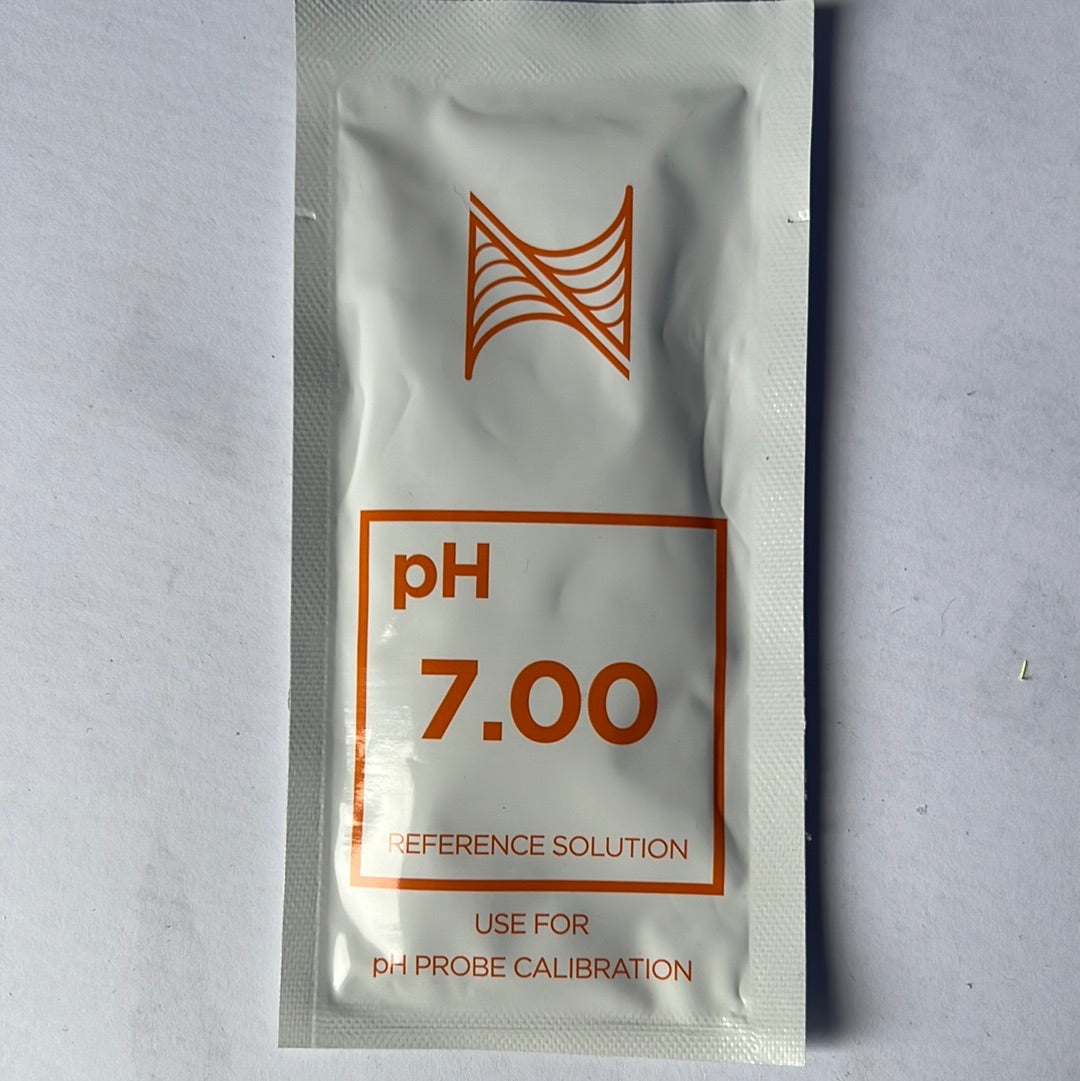 pH
7.00
REFERENCE SOLUTION
USE FOR
pH PROBE CALIBRATION